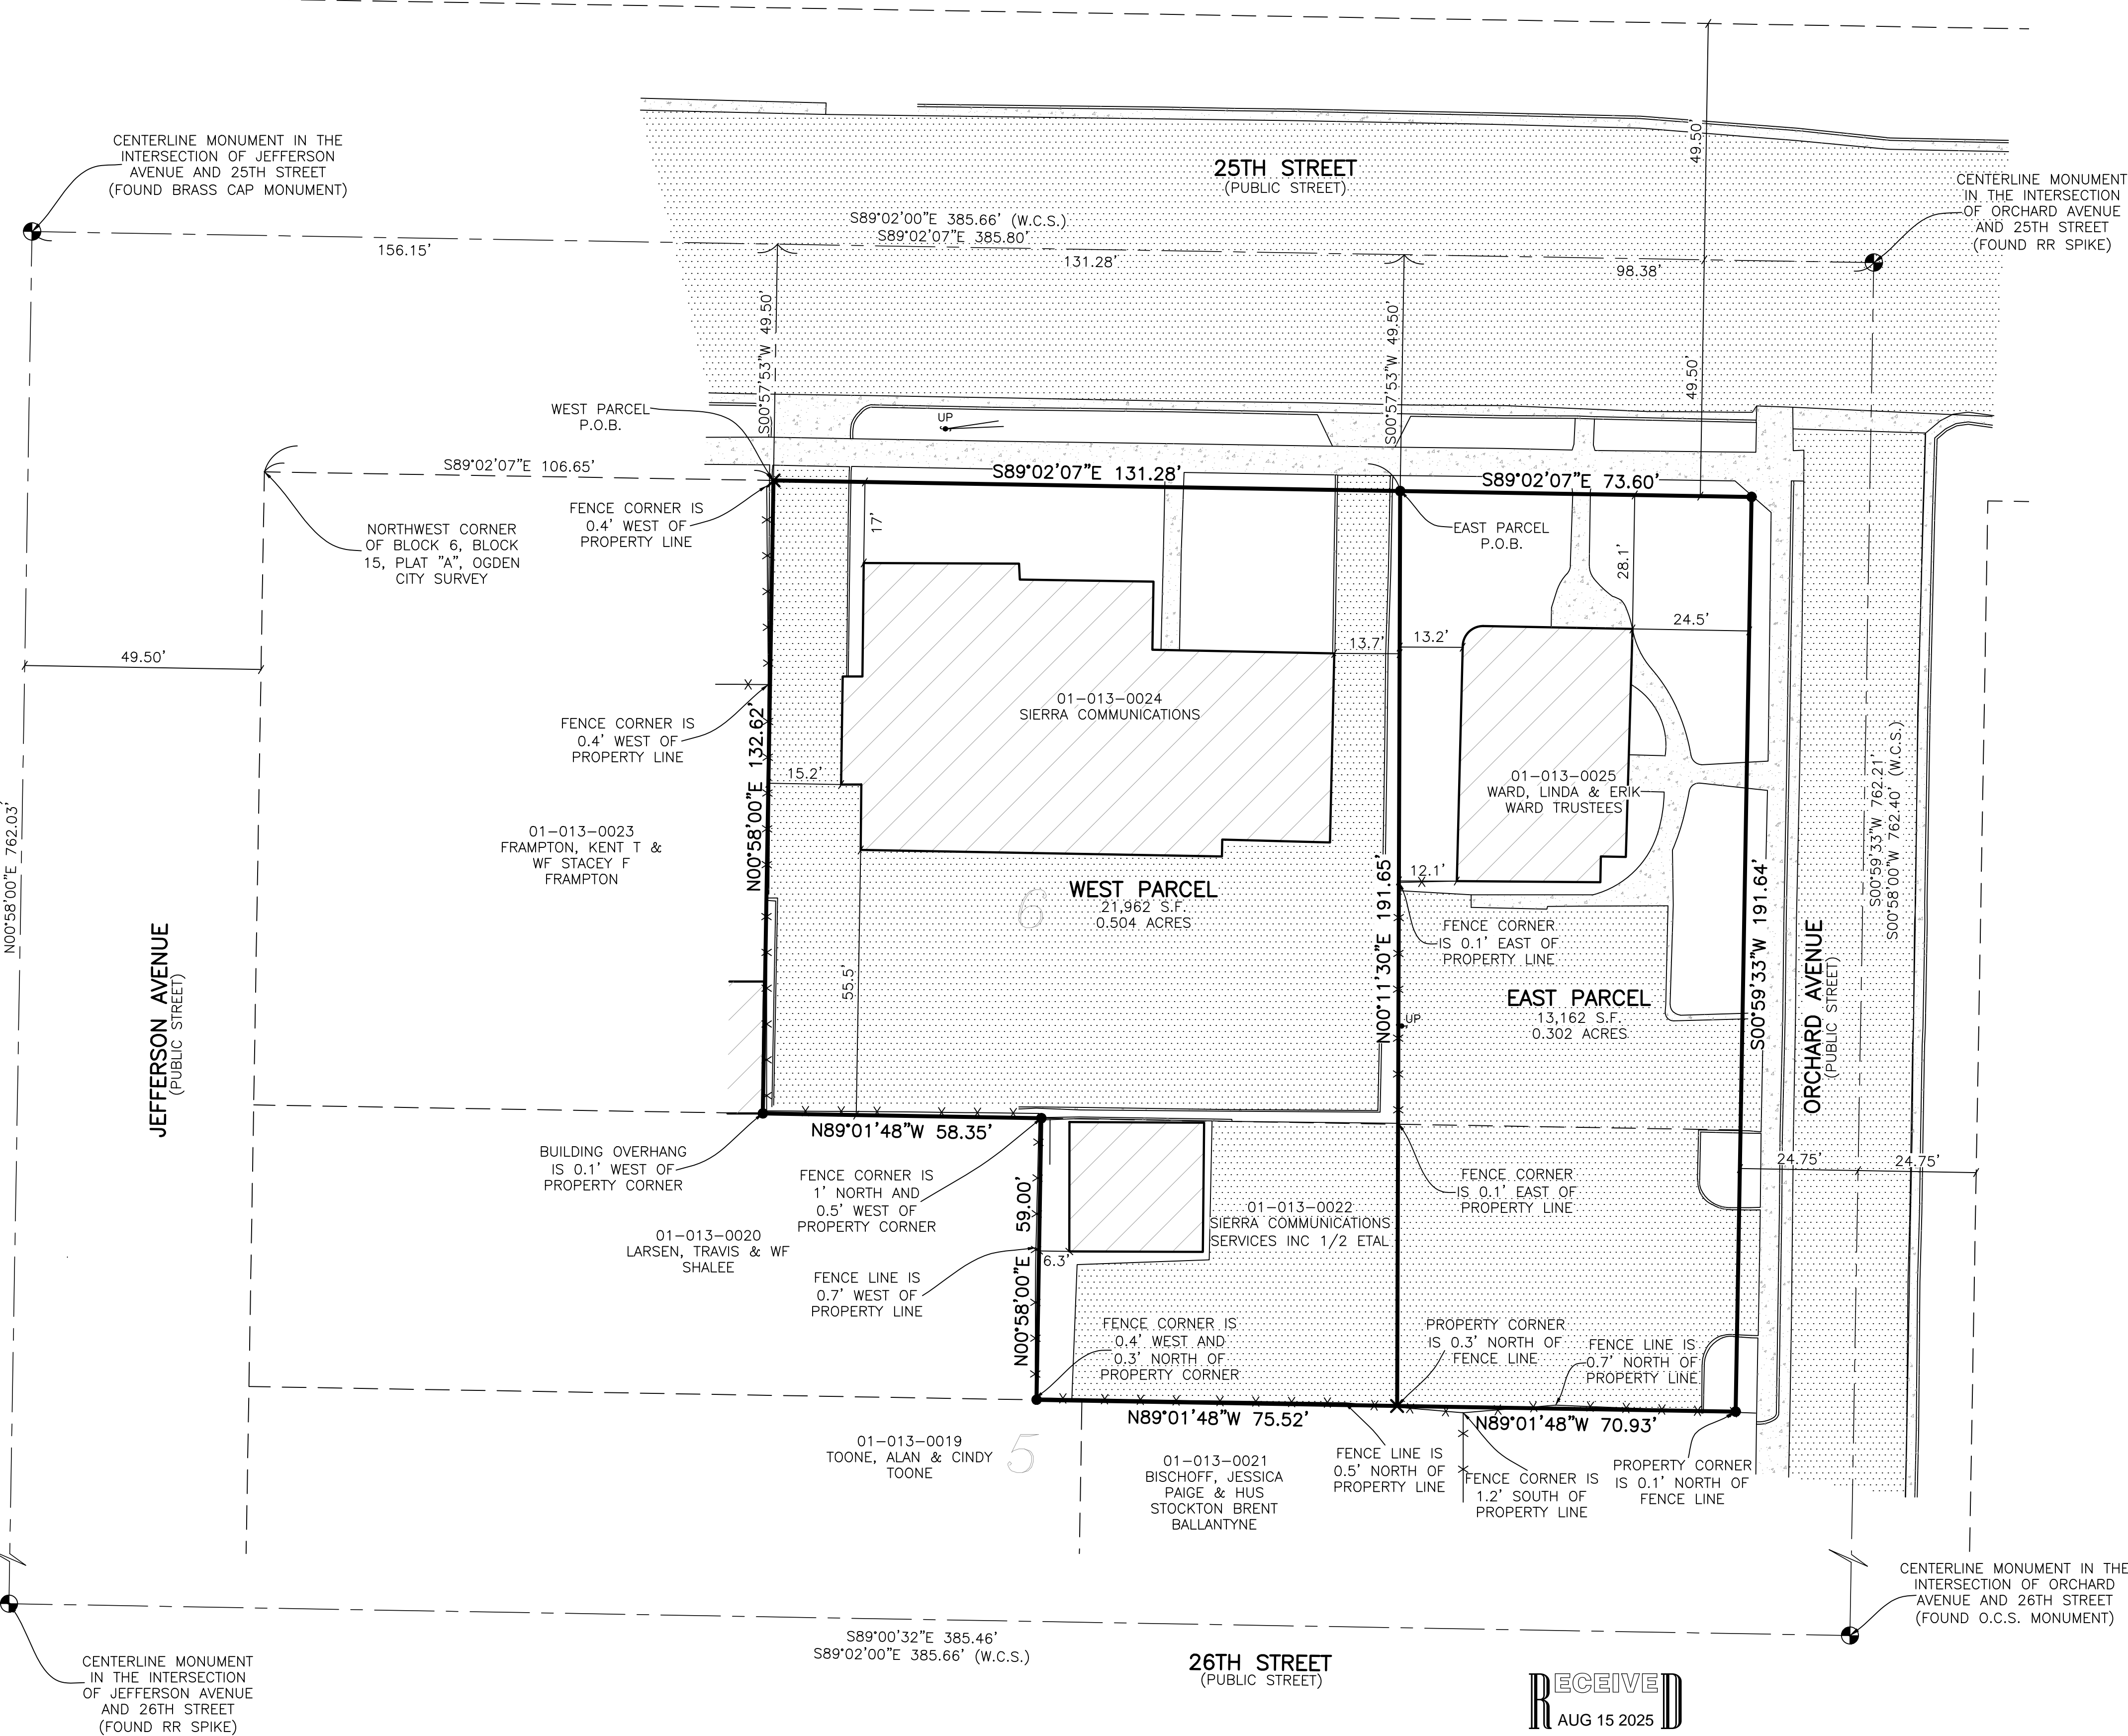 CENTERLINE MONUMENT IN THE
INTERSECTION OF JEFFERSON
AVENUE AND 25TH STREET
(FOUND BRASS CAP MONUMENT)
25TH STREET
(PUBLIC STREET)
49.50'
CENTERLINE MONUMENT
IN THE INTERSECTION
OF ORCHARD AVENUE
AND 25TH STREET
(FOUND RR SPIKE)
S89°02'00"E 385.66' (W.C.S.)
S89°02'07"E 385.80'
156.15'
131.28'
98.38'
S00°57'53"W 49.50'
S00°57'53"W 49.50'
49.50'
WEST PARCEL
P.O.B.
UP
S89°02'07"E 106.65'
S89°02'07"E 131.28'
S89°02'07"E 73.60'
FENCE CORNER IS
0.4' WEST OF
PROPERTY LINE
NORTHWEST CORNER
OF BLOCK 6, BLOCK
15, PLAT "A", OGDEN
CITY SURVEY
17'
EAST PARCEL
P.O.B.
28.1'
49.50'
13.7'
13.2'
24.5'
FENCE CORNER IS
0.4' WEST OF
PROPERTY LINE
01-013-0024
SIERRA COMMUNICATIONS
15.2'
01-013-0025
WARD, LINDA & ERIK
WARD TRUSTEES
N00°58'00"E 762.03'
N00°58'00"E 132.62'
01-013-0023
FRAMPTON, KENT T &
WF STACEY F
FRAMPTON
S00°59'33"W 762.21'
S00°58'00"W 762.40' (W.C.S.)
12.1'
WEST PARCEL
21,962 S.F.
0.504 ACRES
6
N00°11'30"E 191.65'
FENCE CORNER
IS 0.1' EAST OF
PROPERTY LINE
S00°59'33"W 191.64'
55.5'
EAST PARCEL
13,162 S.F.
0.302 ACRES
UP
JEFFERSON AVENUE
(PUBLIC STREET)
ORCHARD AVENUE
(PUBLIC STREET)
N89°01'48"W 58.35'
BUILDING OVERHANG
IS 0.1' WEST OF
PROPERTY CORNER
FENCE CORNER IS
1' NORTH AND
0.5' WEST OF
PROPERTY CORNER
FENCE CORNER
IS 0.1' EAST OF
PROPERTY LINE
24.75'
24.75'
01-013-0020
LARSEN, TRAVIS & WF
SHALEE
N00°58'00"E 59.00'
01-013-0022
SIERRA COMMUNICATIONS
SERVICES INC 1/2 ETAL
6.3'
FENCE LINE IS
0.7' WEST OF
PROPERTY LINE
FENCE CORNER IS
0.4' WEST AND
0.3' NORTH OF
PROPERTY CORNER
PROPERTY CORNER
IS 0.3' NORTH OF
FENCE LINE
FENCE LINE IS
0.7' NORTH OF
PROPERTY LINE
N89°01'48"W 75.52'
N89°01'48"W 70.93'
01-013-0019
TOONE, ALAN & CINDY
TOONE
5
01-013-0021
BISCHOFF, JESSICA
PAIGE & HUS
STOCKTON BRENT
BALLANTYNE
FENCE LINE IS
0.5' NORTH OF
PROPERTY LINE
FENCE CORNER IS
1.2' SOUTH OF
PROPERTY LINE
PROPERTY CORNER
IS 0.1' NORTH OF
FENCE LINE
CENTERLINE MONUMENT IN THE
INTERSECTION OF ORCHARD
AVENUE AND 26TH STREET
(FOUND O.C.S. MONUMENT)
S89°00'32"E 385.46'
S89°02'00"E 385.66' (W.C.S.)
26TH STREET
(PUBLIC STREET)
CENTERLINE MONUMENT
IN THE INTERSECTION
OF JEFFERSON AVENUE
AND 26TH STREET
(FOUND RR SPIKE)
RECEIVED
AUG 15 2025